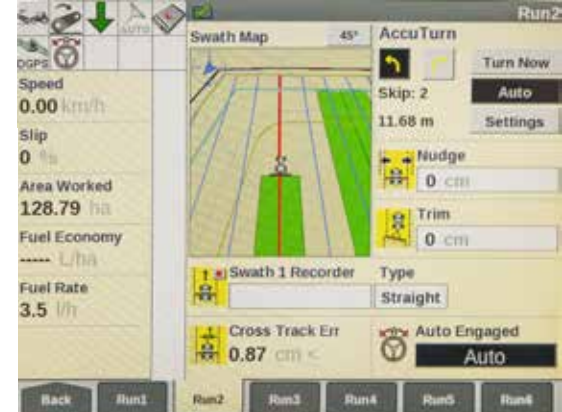 Run2
AUTO
DGPS
Swath Map
45°
AccuTurn
Turn Now
Skip: 2
Auto
11.68 m
Settings
Speed
0.00 km/h
Slip
0 %
Area Worked
128.79 ha
Fuel Economy
----- L/ha
Fuel Rate
3.5 l/h
Nudge
0 cm
Trim
0 cm
Swath 1 Recorder
Type
Straight
Cross Track Err
0.87 cm <
Auto Engaged
Auto
Back
Run1
Run2
Run3
Run4
Run5
Run6